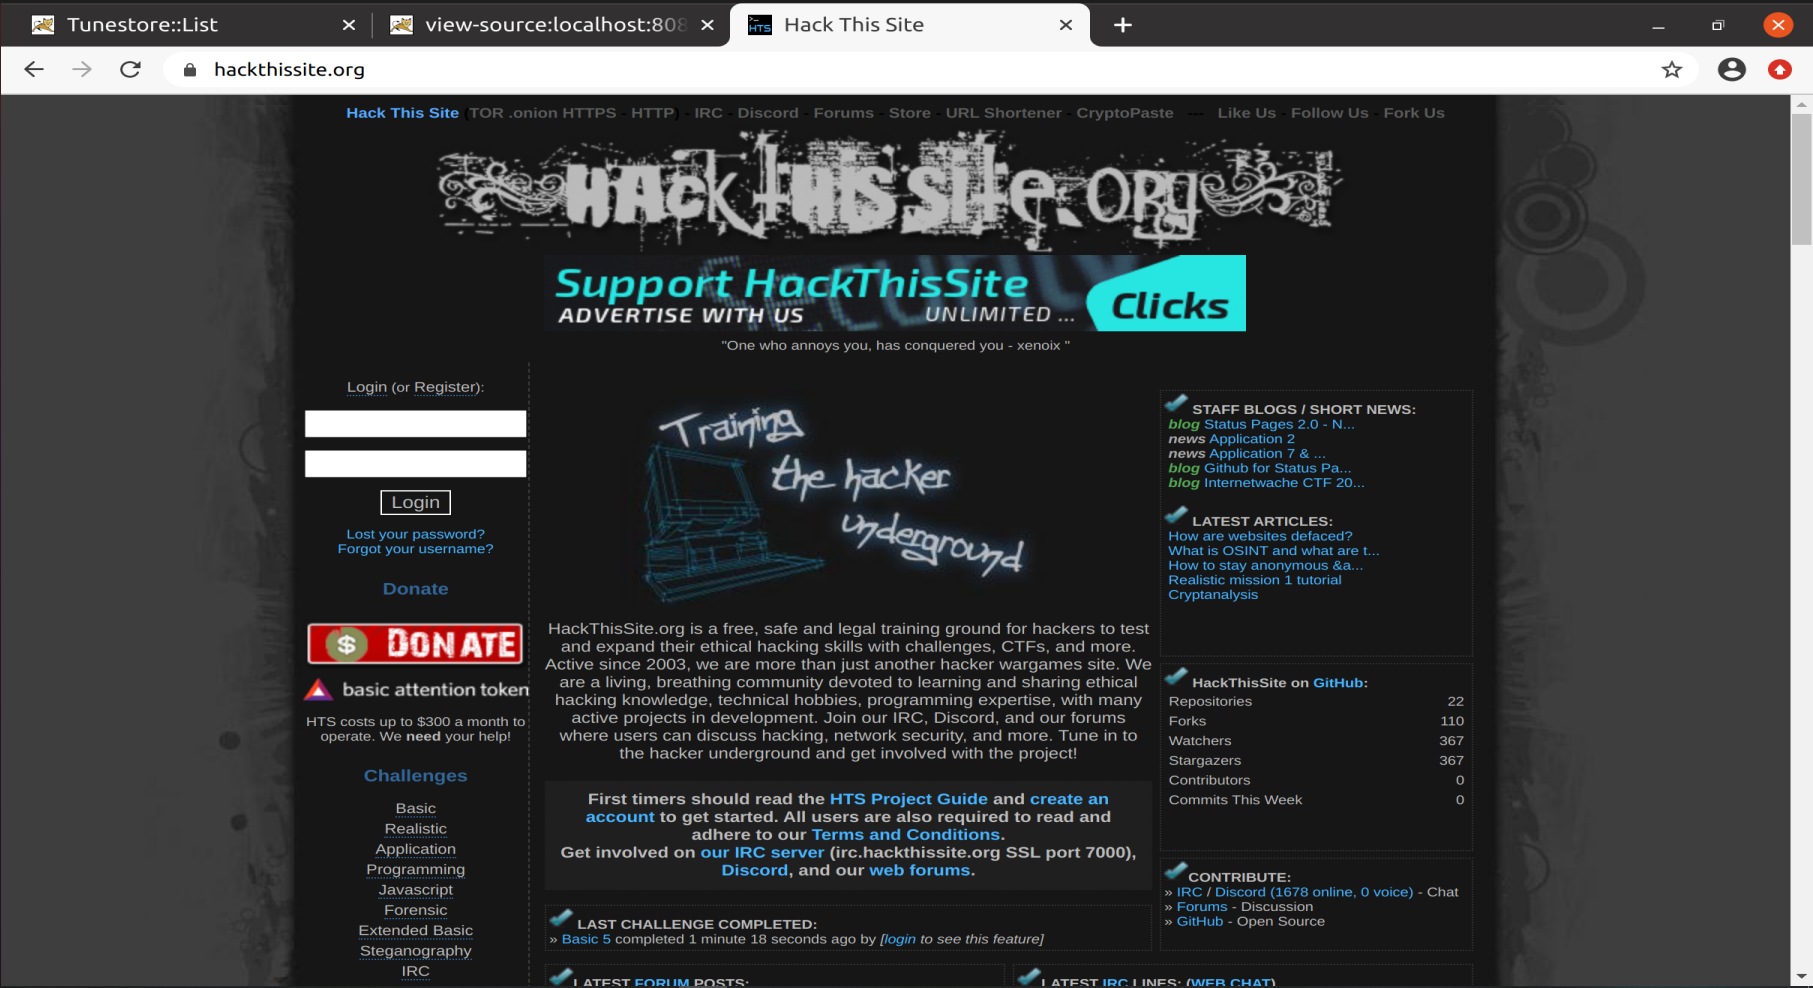 Tunestore::List
view-source:localhost:808
Hack This Site
hackthissite.org
Hack This Site (TOR .onion HTTPS - HTTP) - IRC - Discord - Forums - Store - URL Shortener - CryptoPaste --- Like Us - Follow Us - Fork Us
HackThisSite.org
Support HackThisSite
ADVERTISE WITH US UNLIMITED ... Clicks
"One who annoys you, has conquered you - xenoix "
Login (or Register):
Login
Lost your password?
Forgot your username?
Donate
$ DONATE
basic attention token
HTS costs up to $300 a month to
operate. We need your help!
Challenges
Basic
Realistic
Application
Programming
Javascript
Forensic
Extended Basic
Steganography
IRC
Training
the hacker
underground
HackThisSite.org is a free, safe and legal training ground for hackers to test
and expand their ethical hacking skills with challenges, CTFs, and more.
Active since 2003, we are more than just another hacker wargames site. We
are a living, breathing community devoted to learning and sharing ethical
hacking knowledge, technical hobbies, programming expertise, with many
active projects in development. Join our IRC, Discord, and our forums
where users can discuss hacking, network security, and more. Tune in to
the hacker underground and get involved with the project!
First timers should read the HTS Project Guide and create an
account to get started. All users are also required to read and
adhere to our Terms and Conditions.
Get involved on our IRC server (irc.hackthissite.org SSL port 7000),
Discord, and our web forums.
LAST CHALLENGE COMPLETED:
» Basic 5 completed 1 minute 18 seconds ago by [login to see this feature]
LATEST FORUM POSTS:
LATEST IRC LINES: (WEB CHAT)
STAFF BLOGS / SHORT NEWS:
blog Status Pages 2.0 - N...
news Application 2
news Application 7 & ...
blog Github for Status Pa...
blog Internetwache CTF 20...
LATEST ARTICLES:
How are websites defaced?
What is OSINT and what are t...
How to stay anonymous &a...
Realistic mission 1 tutorial
Cryptanalysis
HackThisSite on GitHub:
Repositories 22
Forks 110
Watchers 367
Stargazers 367
Contributors 0
Commits This Week 0
CONTRIBUTE:
» IRC / Discord (1678 online, 0 voice) - Chat
» Forums - Discussion
» GitHub - Open Source